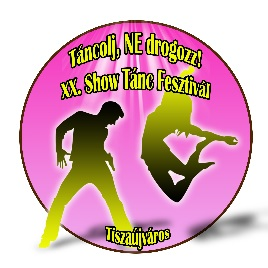 Táncolj, NE drogozz!
XX. Show Tánc Fesztivál
Tiszaújváros